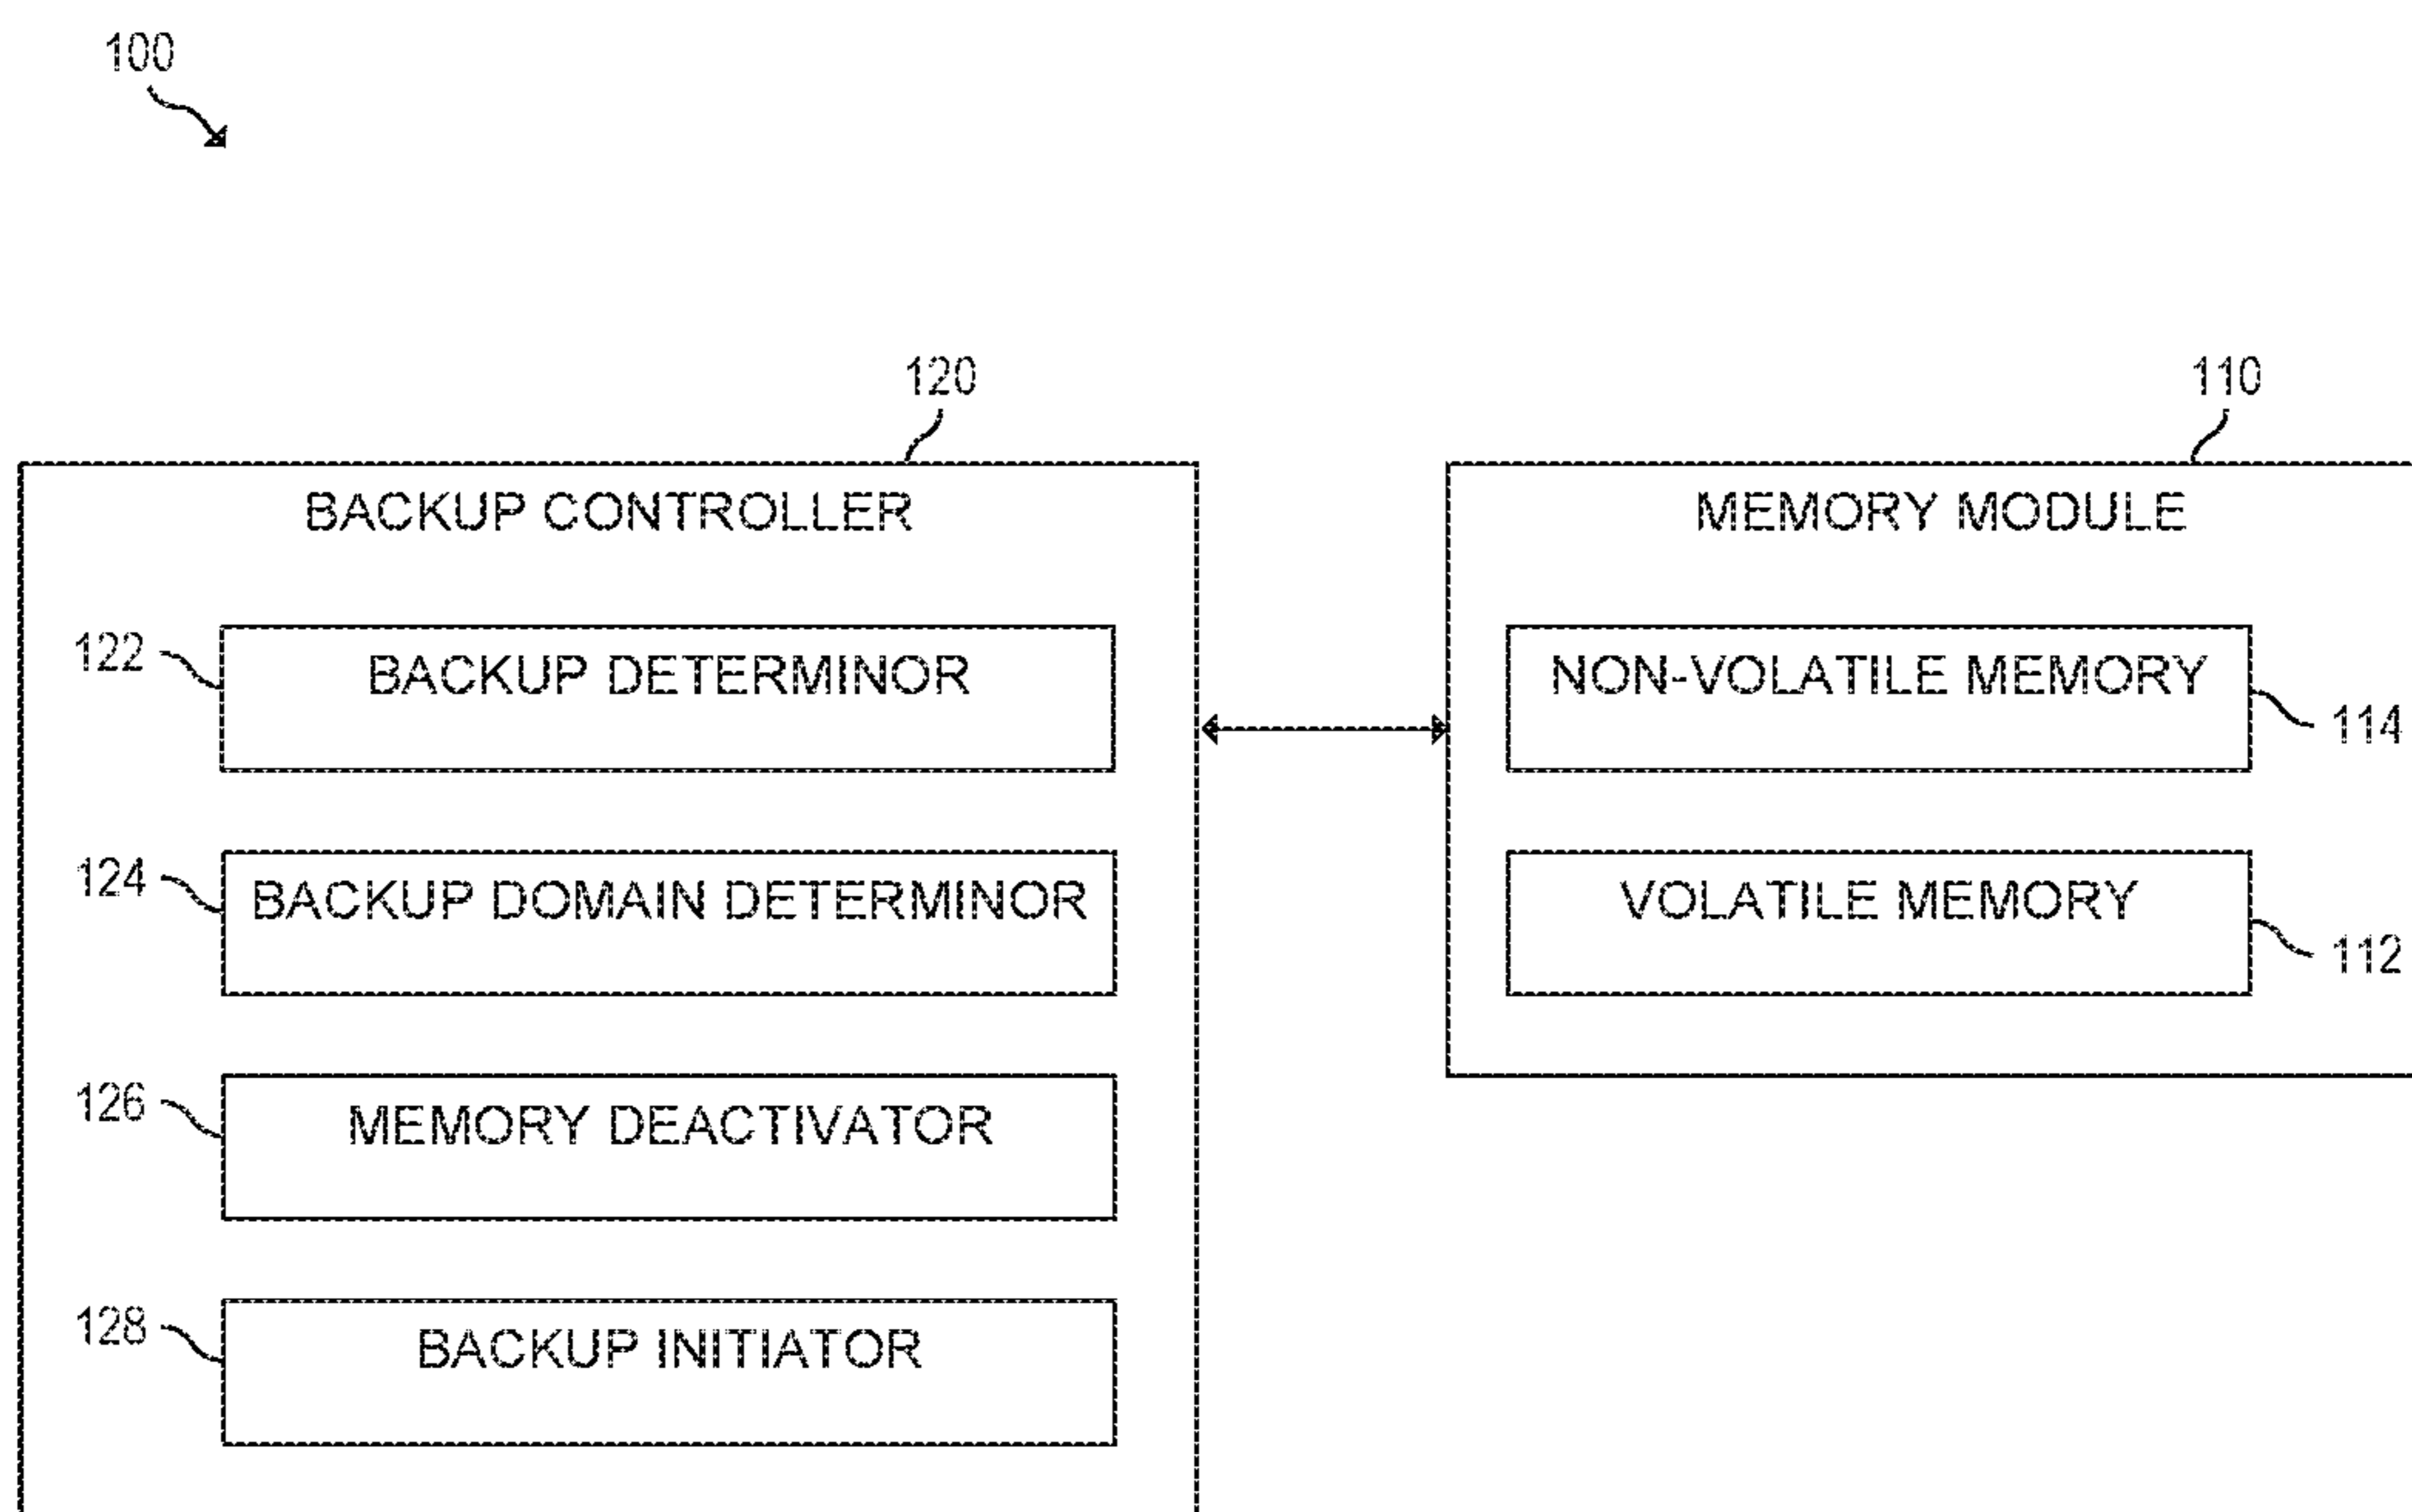 100
120
110
BACKUP CONTROLLER
MEMORY MODULE
122
BACKUP DETERMINOR
NON-VOLATILE MEMORY
114
124
BACKUP DOMAIN DETERMINOR
VOLATILE MEMORY
112
126
MEMORY DEACTIVATOR
128
BACKUP INITIATOR